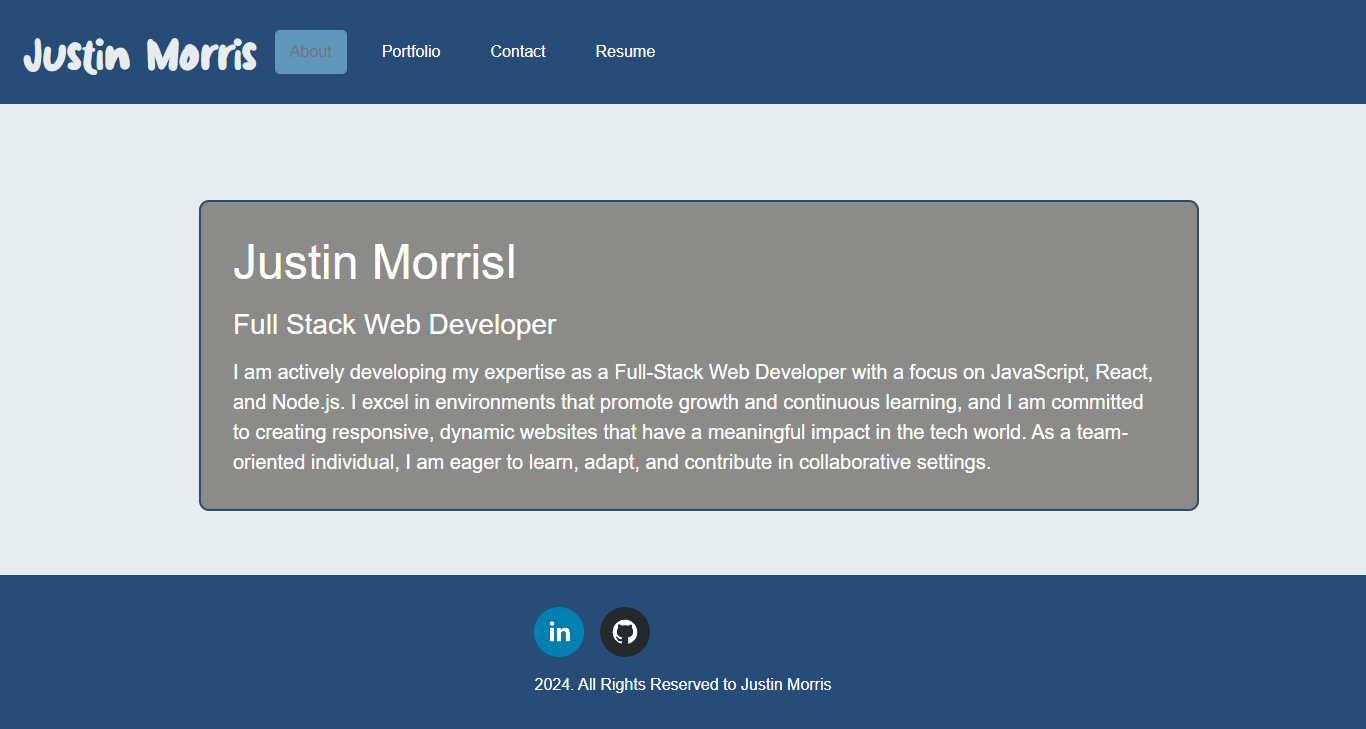 Justin Morris
About
Portfolio
Contact
Resume
Justin Morrisl
Full Stack Web Developer
I am actively developing my expertise as a Full-Stack Web Developer with a focus on JavaScript, React,
and Node.js. I excel in environments that promote growth and continuous learning, and I am committed
to creating responsive, dynamic websites that have a meaningful impact in the tech world. As a team-
oriented individual, I am eager to learn, adapt, and contribute in collaborative settings.
in
2024. All Rights Reserved to Justin Morris